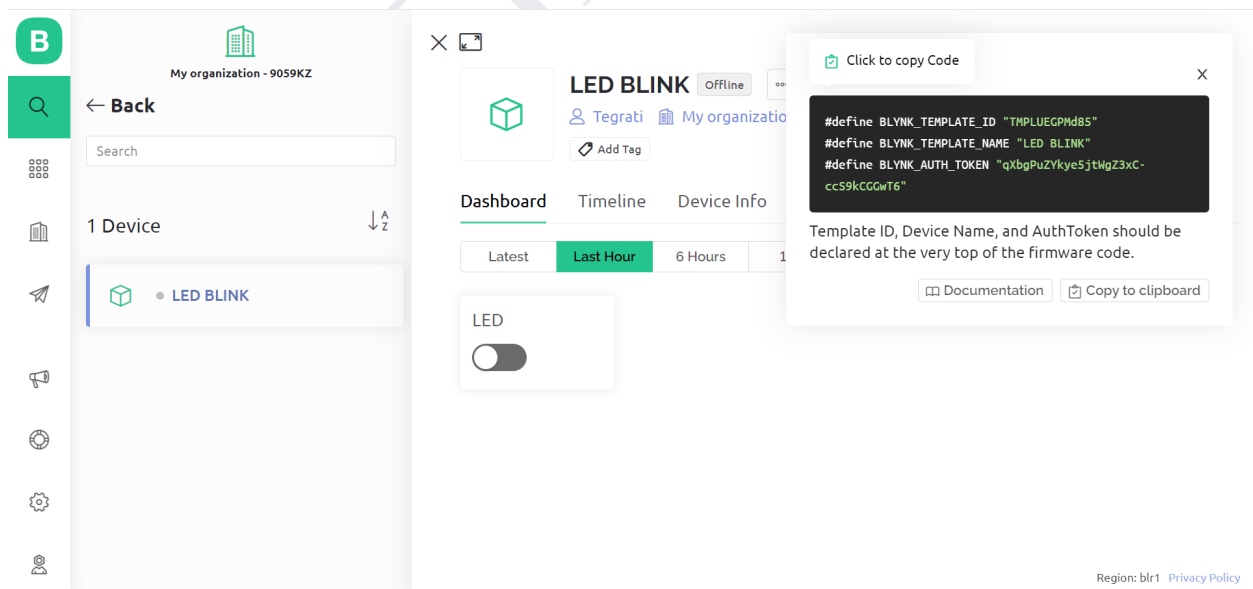 B
My organization - 9059KZ
← Back
Search
1 Device
A
Z
LED BLINK
LED BLINK Offline
Tegrati My organizatio
Add Tag
Dashboard Timeline Device Info
Latest Last Hour 6 Hours 1
LED
Click to copy Code
X
#define BLYNK_TEMPLATE_ID "TMPLUEGPMd85"
#define BLYNK_TEMPLATE_NAME "LED BLINK"
#define BLYNK_AUTH_TOKEN "qXbgPuZYkye5jtWgZ3xC-
ccS9kCGGwT6"
Template ID, Device Name, and AuthToken should be
declared at the very top of the firmware code.
Documentation Copy to clipboard
Region: blr1 Privacy Policy